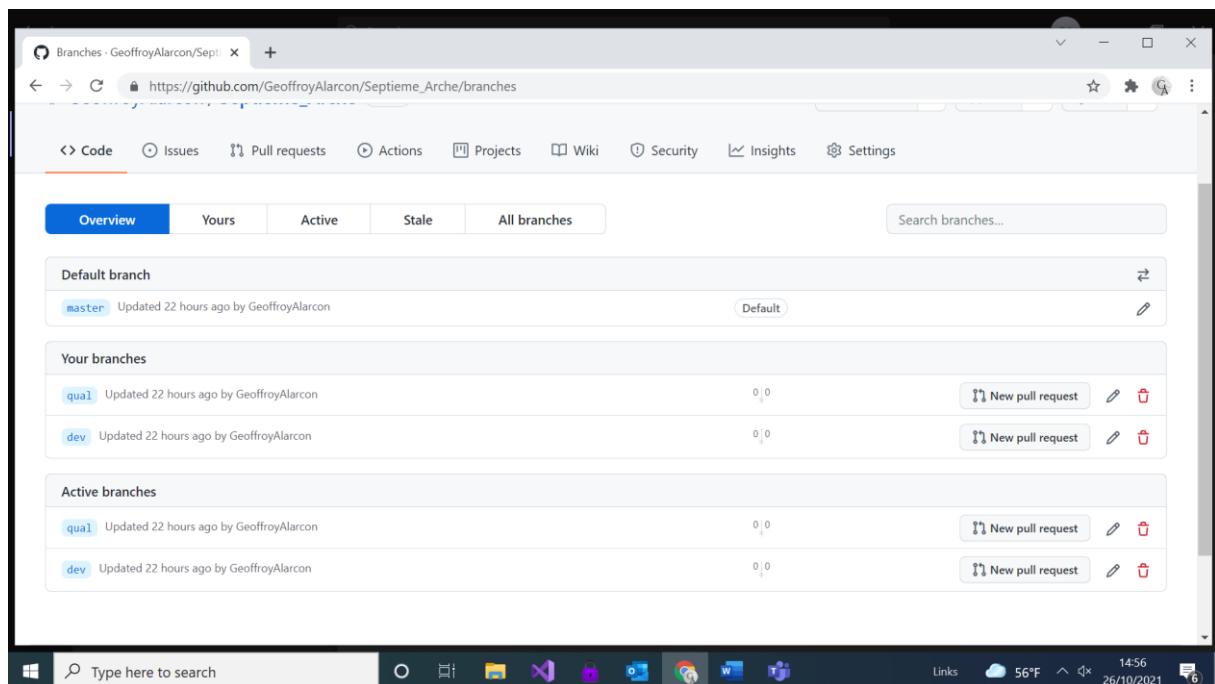 Branches · GeoffroyAlarcon/Septi
https://github.com/GeoffroyAlarcon/Septieme_Arche/branches
Code Issues Pull requests Actions Projects Wiki Security Insights Settings
Overview Yours Active Stale All branches Search branches...
Default branch
master Updated 22 hours ago by GeoffroyAlarcon Default
Your branches
qual Updated 22 hours ago by GeoffroyAlarcon 0 0 New pull request
dev Updated 22 hours ago by GeoffroyAlarcon 0 0 New pull request
Active branches
qual Updated 22 hours ago by GeoffroyAlarcon 0 0 New pull request
dev Updated 22 hours ago by GeoffroyAlarcon 0 0 New pull request
Type here to search Links 56°F 14:56
26/10/2021 6